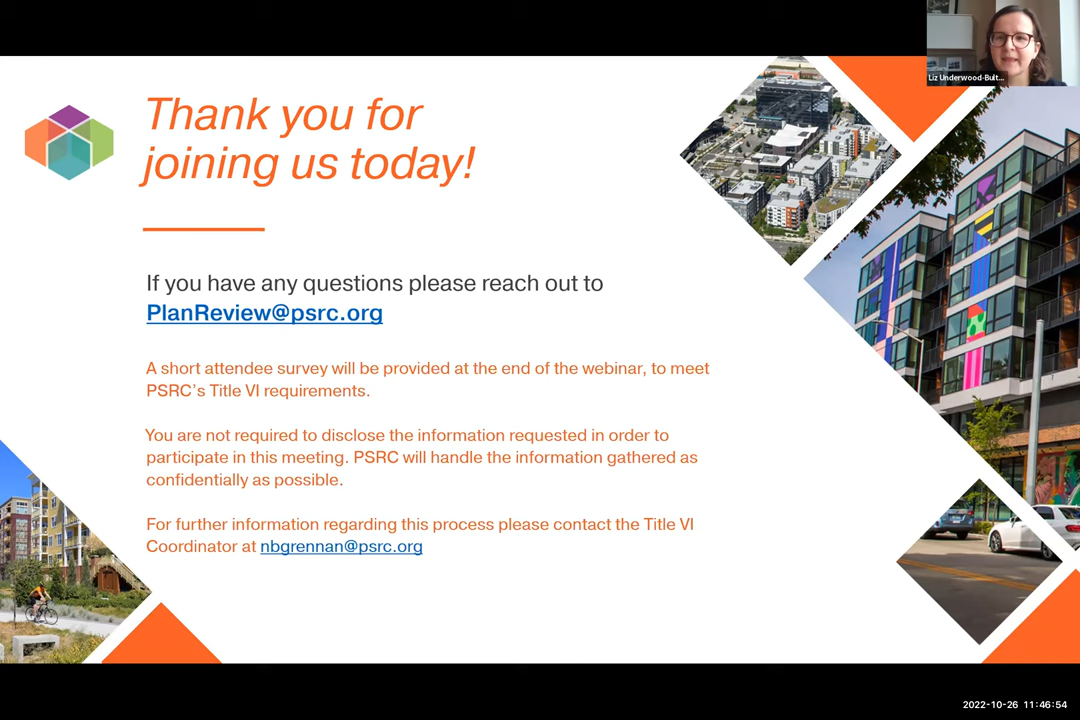 Liz Underwood-Bult...
Thank you for
joining us today!
If you have any questions please reach out to
PlanReview@psrc.org
A short attendee survey will be provided at the end of the webinar, to meet
PSRC's Title VI requirements.
You are not required to disclose the information requested in order to
participate in this meeting. PSRC will handle the information gathered as
confidentially as possible.
For further information regarding this process please contact the Title VI
Coordinator at nbgrennan@psrc.org
2022-10-26 11:46:54